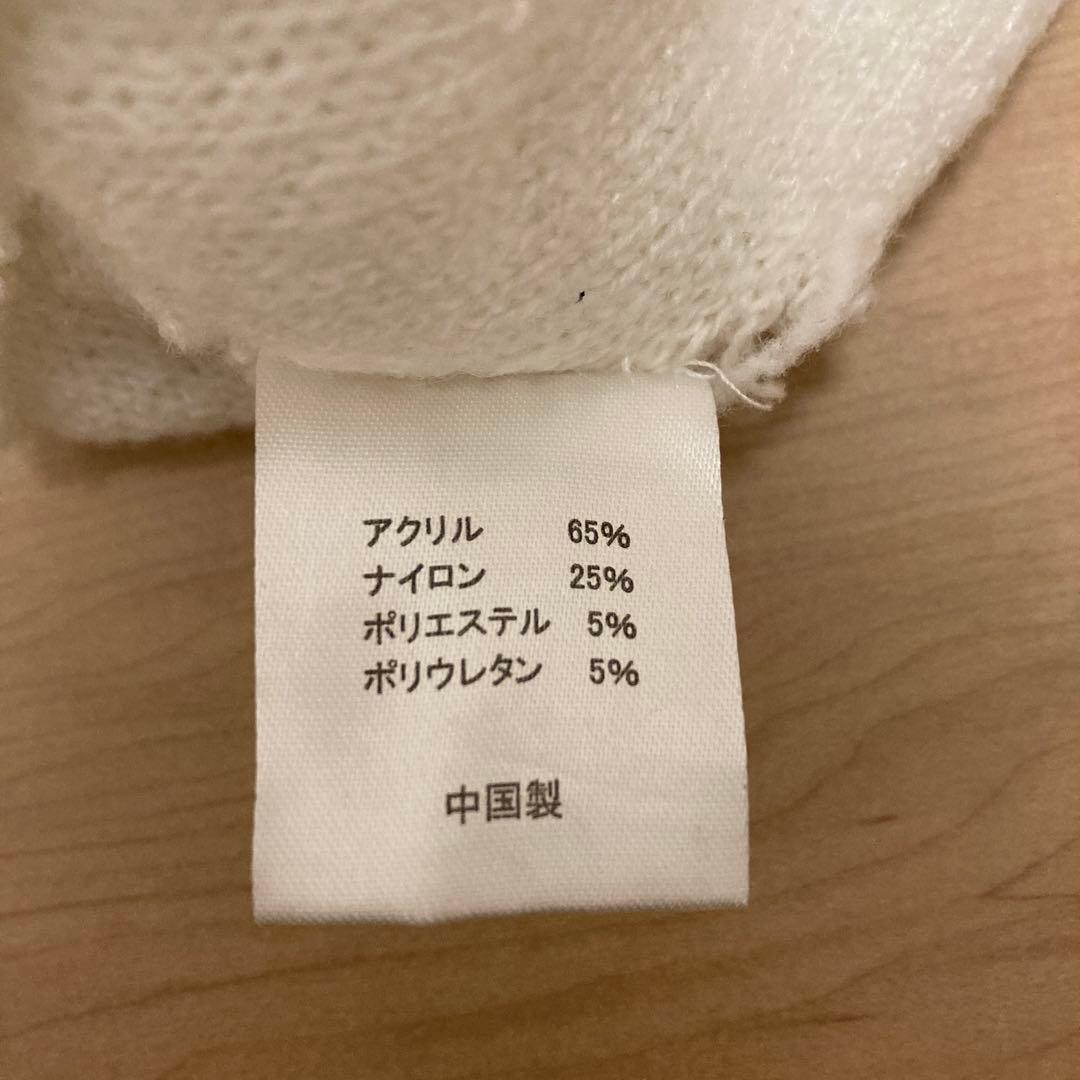 アクリル 65%
ナイロン 25%
ポリエステル 5%
ポリウレタン 5%
中国製